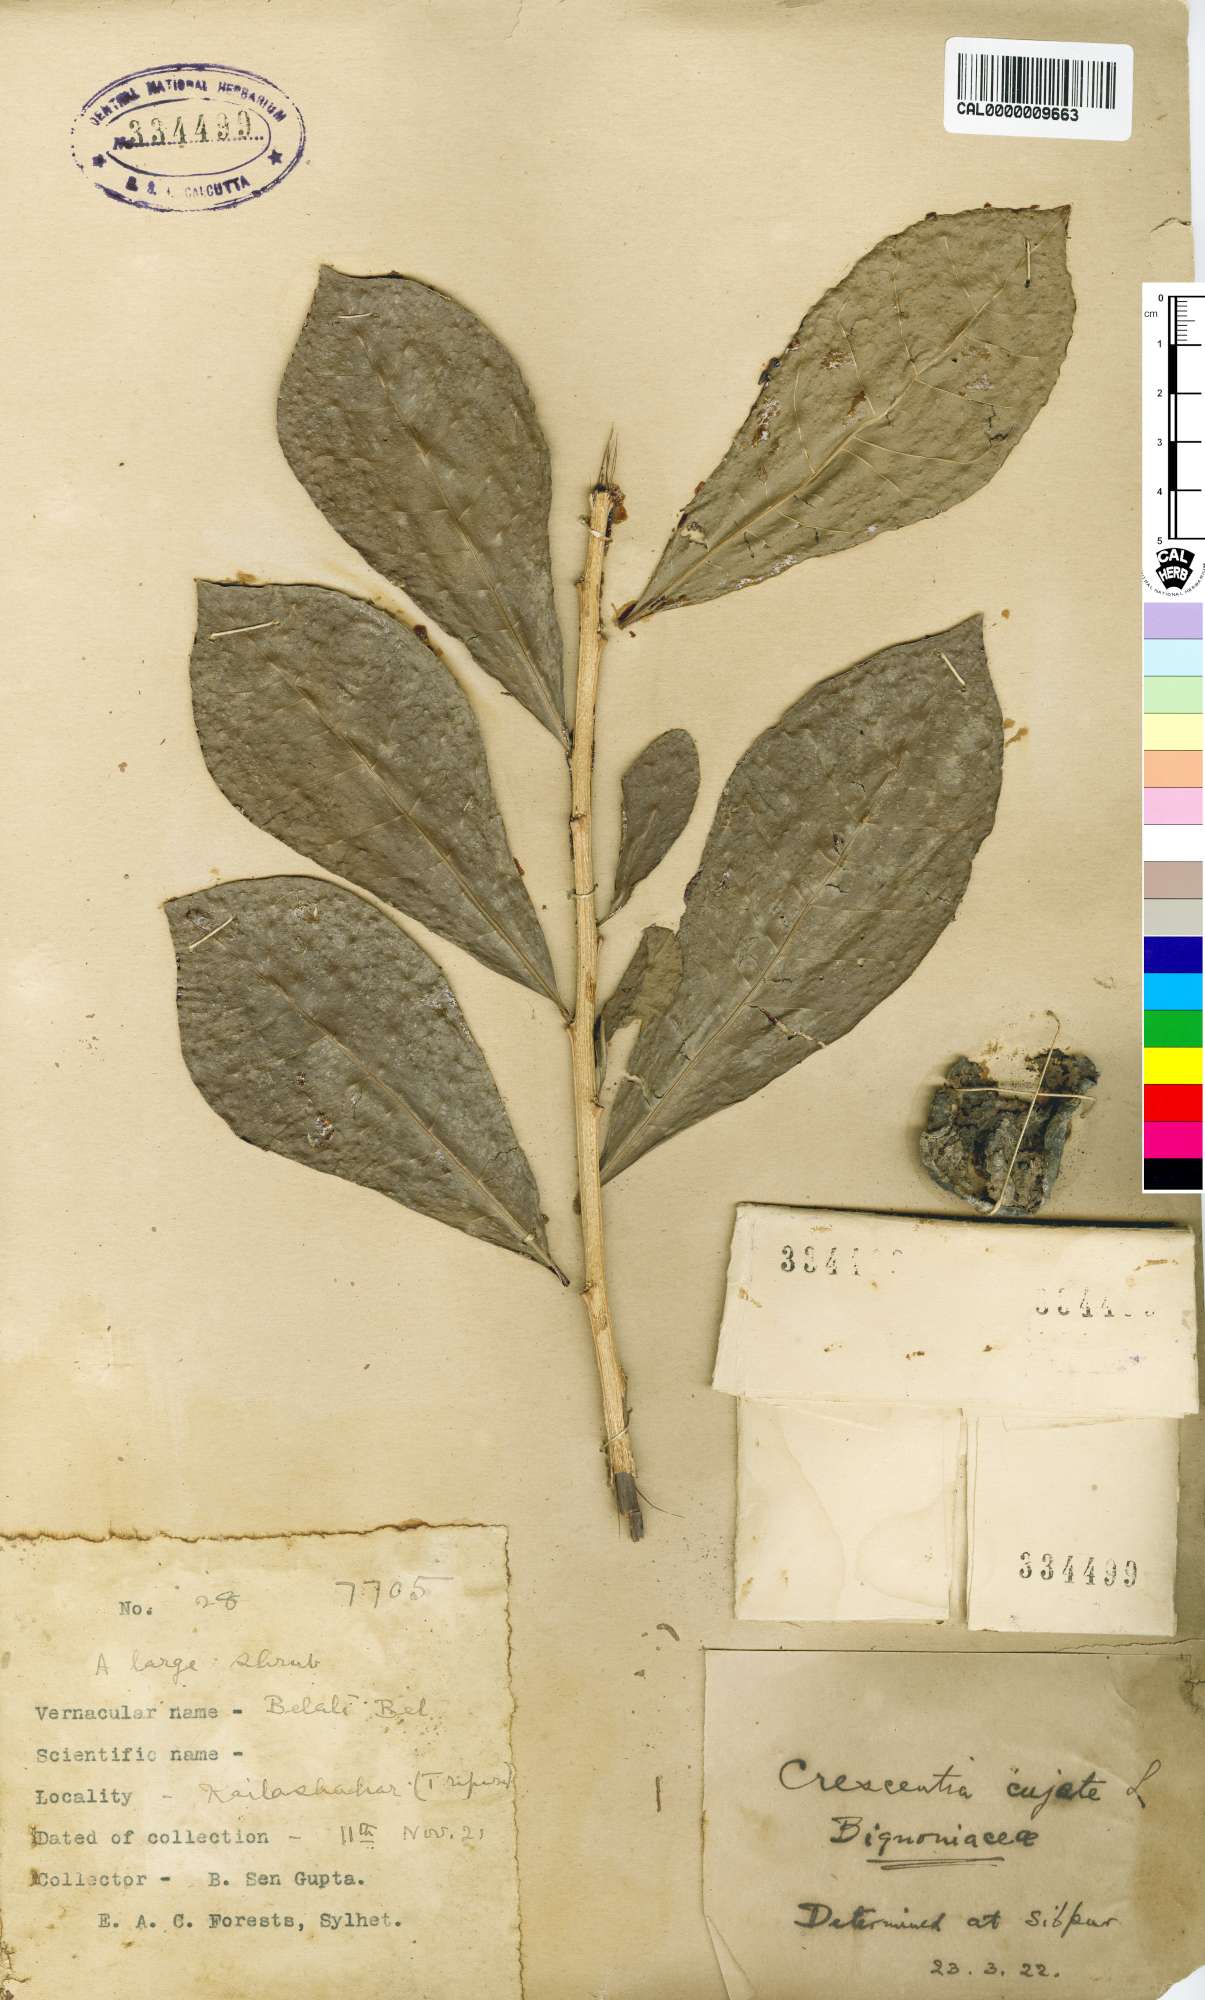 CENTRAL NATIONAL HERBARIUM
No. 334499
B. S. I. CALCUTTA
CAL0000009663
0
cm
1
2
3
4
5
CAL
HERB
334499
No. 28 7705
A large shrub
Vernacular name - Belati Bel
Scientific name -
Locality - Kailashahar (Tripura)
Dated of collection - 11th Nov. 21
Collector - B. Sen Gupta.
E. A. C. Forests, Sylhet.
Crescentia cujete L
Bignoniaceæ
Determined at Sibpur
23. 3. 22.